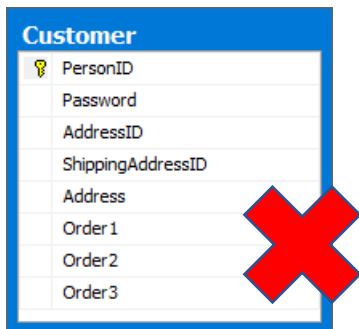 Customer
PersonID
Password
AddressID
ShippingAddressID
Address
Order1
Order2
Order3